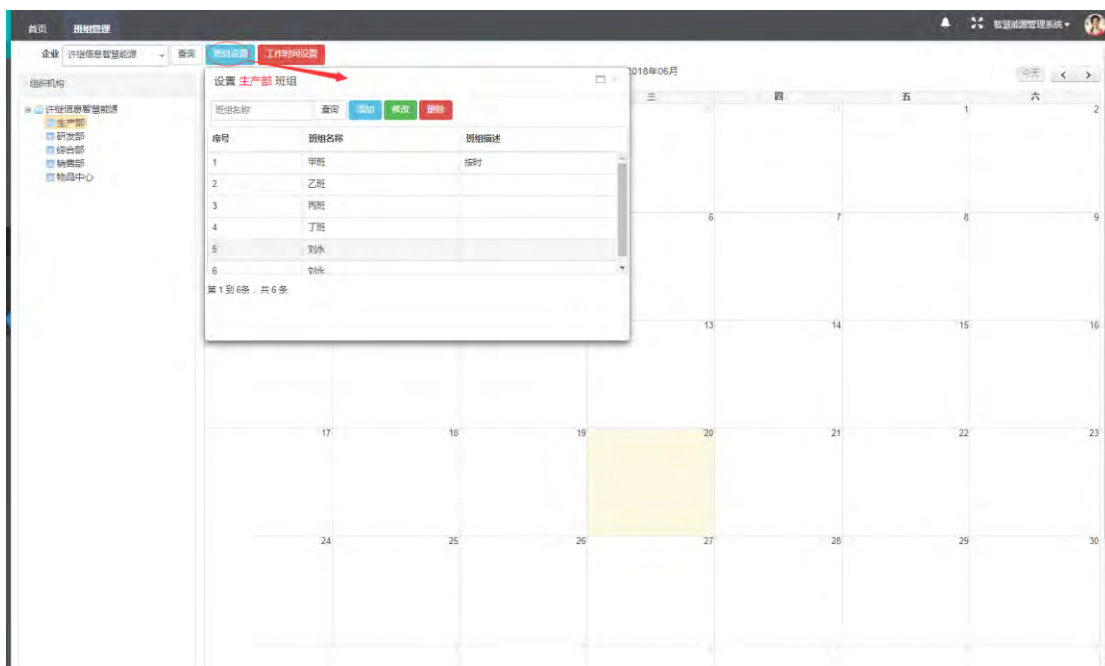 首页 班组管理 智慧能源管理系统
企业 许继信息智慧能源 查询 班组设置 工作时间设置
组织机构
许继信息智慧能源
生产部
研发部
综合部
销售部
物品中心
设置 生产部 班组
班组名称 查询 添加 修改 删除
序号 班组名称 班组描述
1 甲班 按时
2 乙班
3 丙班
4 丁班
5 刘永
6 刘永
第1到6条，共6条
2018年06月 今天
三 四 五 六
1 2
6 7 8 9
13 14 15 16
17 18 19 20 21 22 23
24 25 26 27 28 29 30